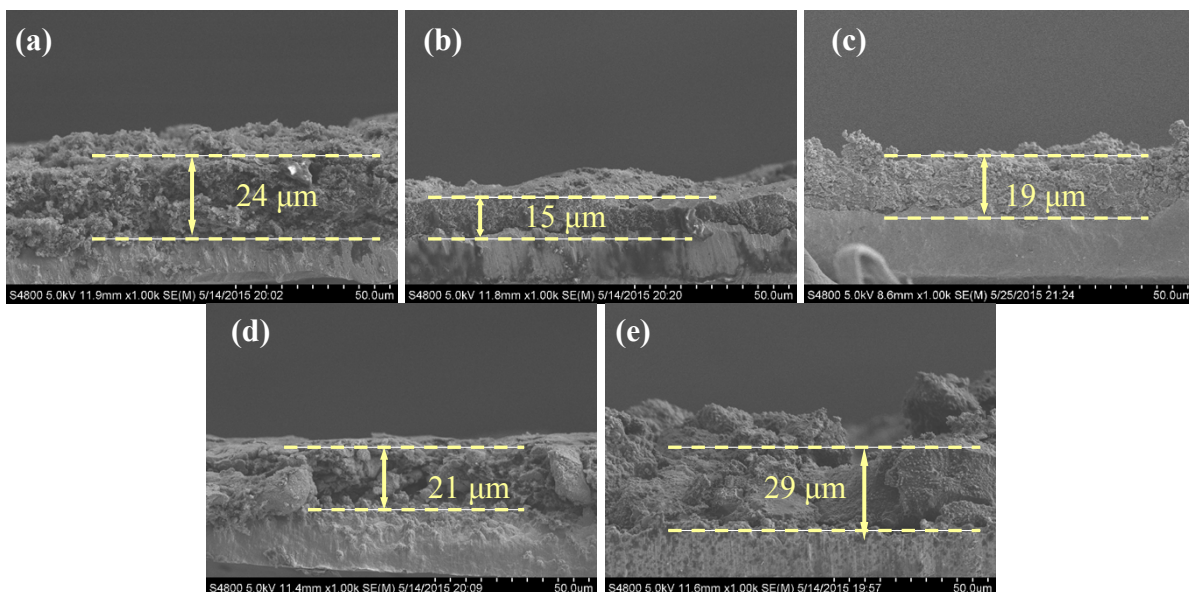 (a)
24 μm
S4800 5.0kV 11.9mm x1.00k SE(M) 5/14/2015 20:02 50.0um
(b)
15 μm
S4800 5.0kV 11.8mm x1.00k SE(M) 5/14/2015 20:20 50.0um
(c)
19 μm
S4800 5.0kV 8.6mm x1.00k SE(M) 5/25/2015 21:24 50.0um
(d)
21 μm
S4800 5.0kV 11.4mm x1.00k SE(M) 5/14/2015 20:09 50.0um
(e)
29 μm
S4800 5.0kV 11.6mm x1.00k SE(M) 5/14/2015 19:57 50.0um